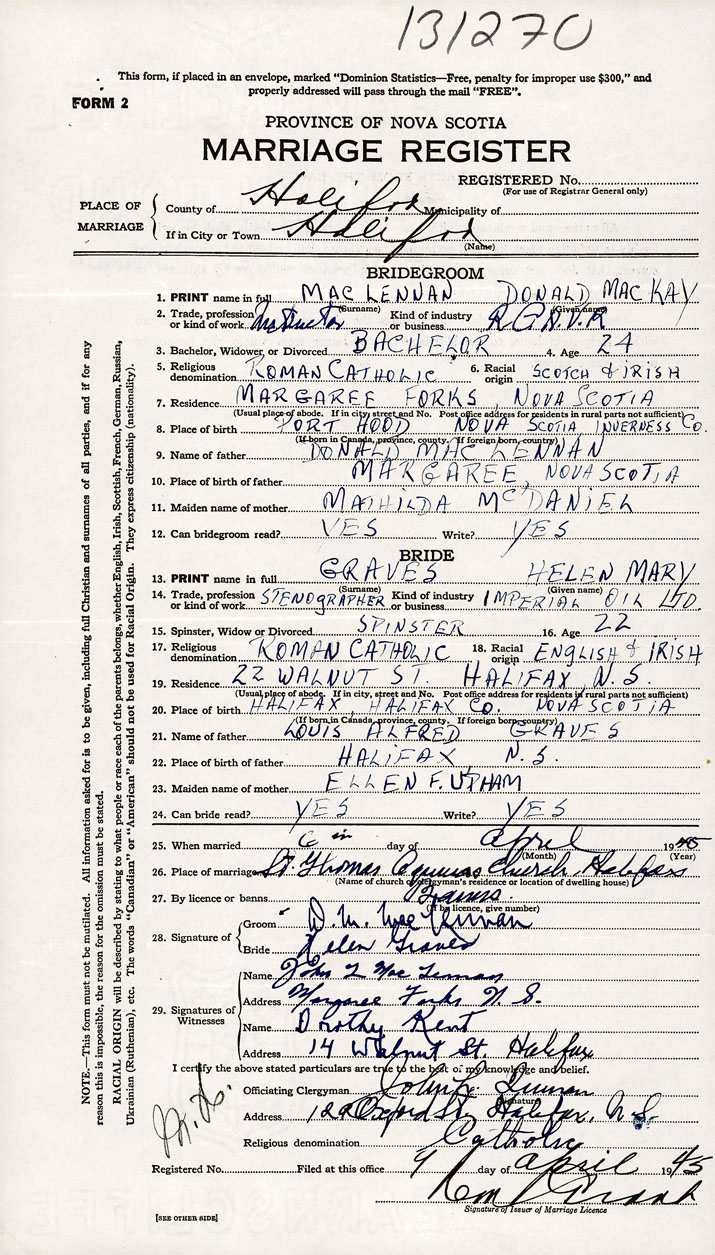 131270
This form, if placed in an envelope, marked "Dominion Statistics—Free, penalty for improper use $300," and
properly addressed will pass through the mail "FREE".
FORM 2
PROVINCE OF NOVA SCOTIA
MARRIAGE REGISTER
REGISTERED No.
(For use of Registrar General only)
PLACE OF MARRIAGE
County of Halifax Municipality of
If in City or Town Halifax
(Name)
BRIDEGROOM
1. PRINT name in full MAC LENNAN DONALD MAC KAY
(Surname) (Given name)
2. Trade, profession or kind of work Instructor Kind of industry or business R.C.N.V.R
3. Bachelor, Widower, or Divorced BACHELOR 4. Age 24
5. Religious denomination ROMAN CATHOLIC 6. Racial origin SCOTCH & IRISH
7. Residence MARGAREE FORKS, NOVA SCOTIA
(Usual place of abode. If in city, street and No. Post office address for residents in rural parts not sufficient)
8. Place of birth PORT HOOD NOVA SCOTIA INVERNESS CO.
(If born in Canada, province, county. If foreign born, country)
9. Name of father DONALD MAC LENNAN
10. Place of birth of father MARGAREE, NOVA SCOTIA
11. Maiden name of mother MATHILDA McDANIEL
12. Can bridegroom read? YES Write? YES
BRIDE
13. PRINT name in full GRAVES HELEN MARY
(Surname) (Given name)
14. Trade, profession or kind of work STENOGRAPHER Kind of industry or business IMPERIAL OIL LTD.
15. Spinster, Widow or Divorced SPINSTER 16. Age 22
17. Religious denomination ROMAN CATHOLIC 18. Racial origin ENGLISH & IRISH
19. Residence 22 WALNUT ST. HALIFAX, N.S.
(Usual place of abode. If in city, street and No. Post office address for residents in rural parts not sufficient)
20. Place of birth HALIFAX, HALIFAX CO. NOVA SCOTIA
(If born in Canada, province, county. If foreign born, country)
21. Name of father LOUIS ALFRED GRAVES
22. Place of birth of father HALIFAX, N.S.
23. Maiden name of mother ELLEN F. UPHAM
24. Can bride read? YES Write? YES
25. When married 6 day of April 1945
(Month) (Year)
26. Place of marriage St. Thomas Aquinas Church, Halifax
(Name of church or clergyman's residence or location of dwelling house)
27. By licence or banns Banns
(If by licence, give number)
28. Signature of
Groom D. M. MacLennan
Bride Helen Graves
29. Signatures of Witnesses
Name John MacLennan
Address Margaree Forks N.S.
Name Dorothy Kent
Address 14 Walnut St. Halifax
I certify the above stated particulars are true to the best of my knowledge and belief.
Officiating Clergyman
Signature
Address 122 Oxford St., Halifax, N.S.
Religious denomination Catholic
Registered No. Filed at this office 9 day of April 1945
Signature of Issuer of Marriage Licence
[SEE OTHER SIDE]
NOTE.—This form must not be mutilated. All information asked for is to be given, including full Christian and surnames of all parties, and if for any
reason this is impossible, the reason for the omission must be stated.
RACIAL ORIGIN will be described by stating to what people or race each of the parents belongs, whether English, Irish, Scottish, French, German, Russian,
Ukrainian (Ruthenian), etc. The words "Canadian" or "American" should not be used for Racial Origin. They express citizenship (nationality).